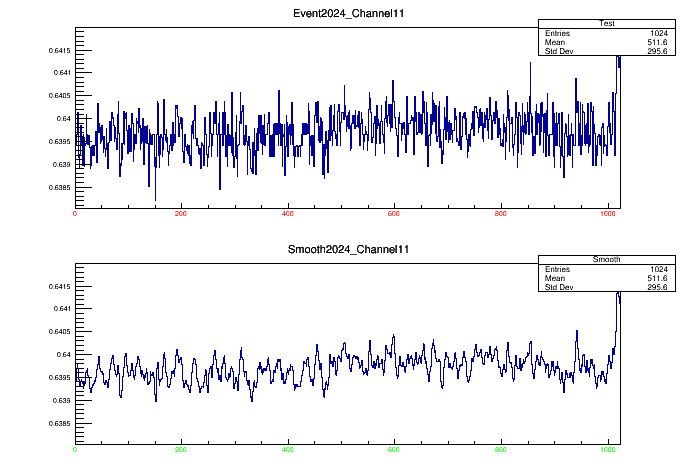 Event2024_Channel11
Test
Entries 1024
Mean 511.6
Std Dev 295.6
0.6415
0.641
0.6405
0.64
0.6395
0.639
0.6385
0 200 400 600 800 1000
Smooth2024_Channel11
Smooth
Entries 1024
Mean 511.6
Std Dev 295.6
0.6415
0.641
0.6405
0.64
0.6395
0.639
0.6385
0 200 400 600 800 1000